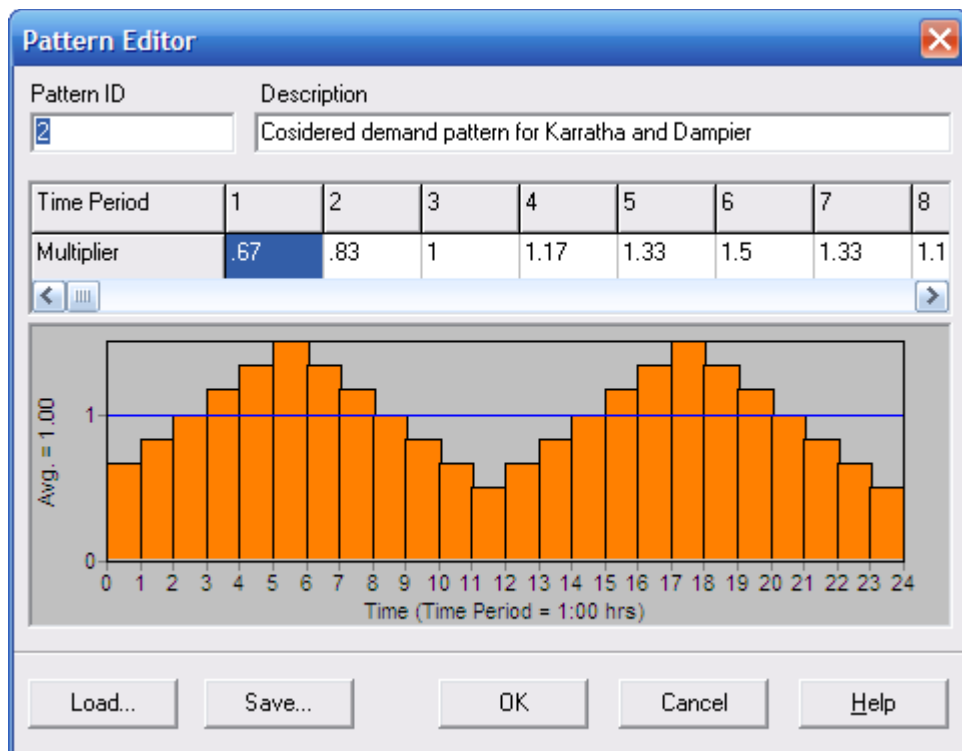 Pattern Editor
Pattern ID Description
2 Cosidered demand pattern for Karratha and Dampier
Time Period 1 2 3 4 5 6 7 8
Multiplier .67 .83 1 1.17 1.33 1.5 1.33 1.1
Avg. = 1.00
1
0
0 1 2 3 4 5 6 7 8 9 10 11 12 13 14 15 16 17 18 19 20 21 22 23 24
Time (Time Period = 1:00 hrs)
Load... Save... OK Cancel Help